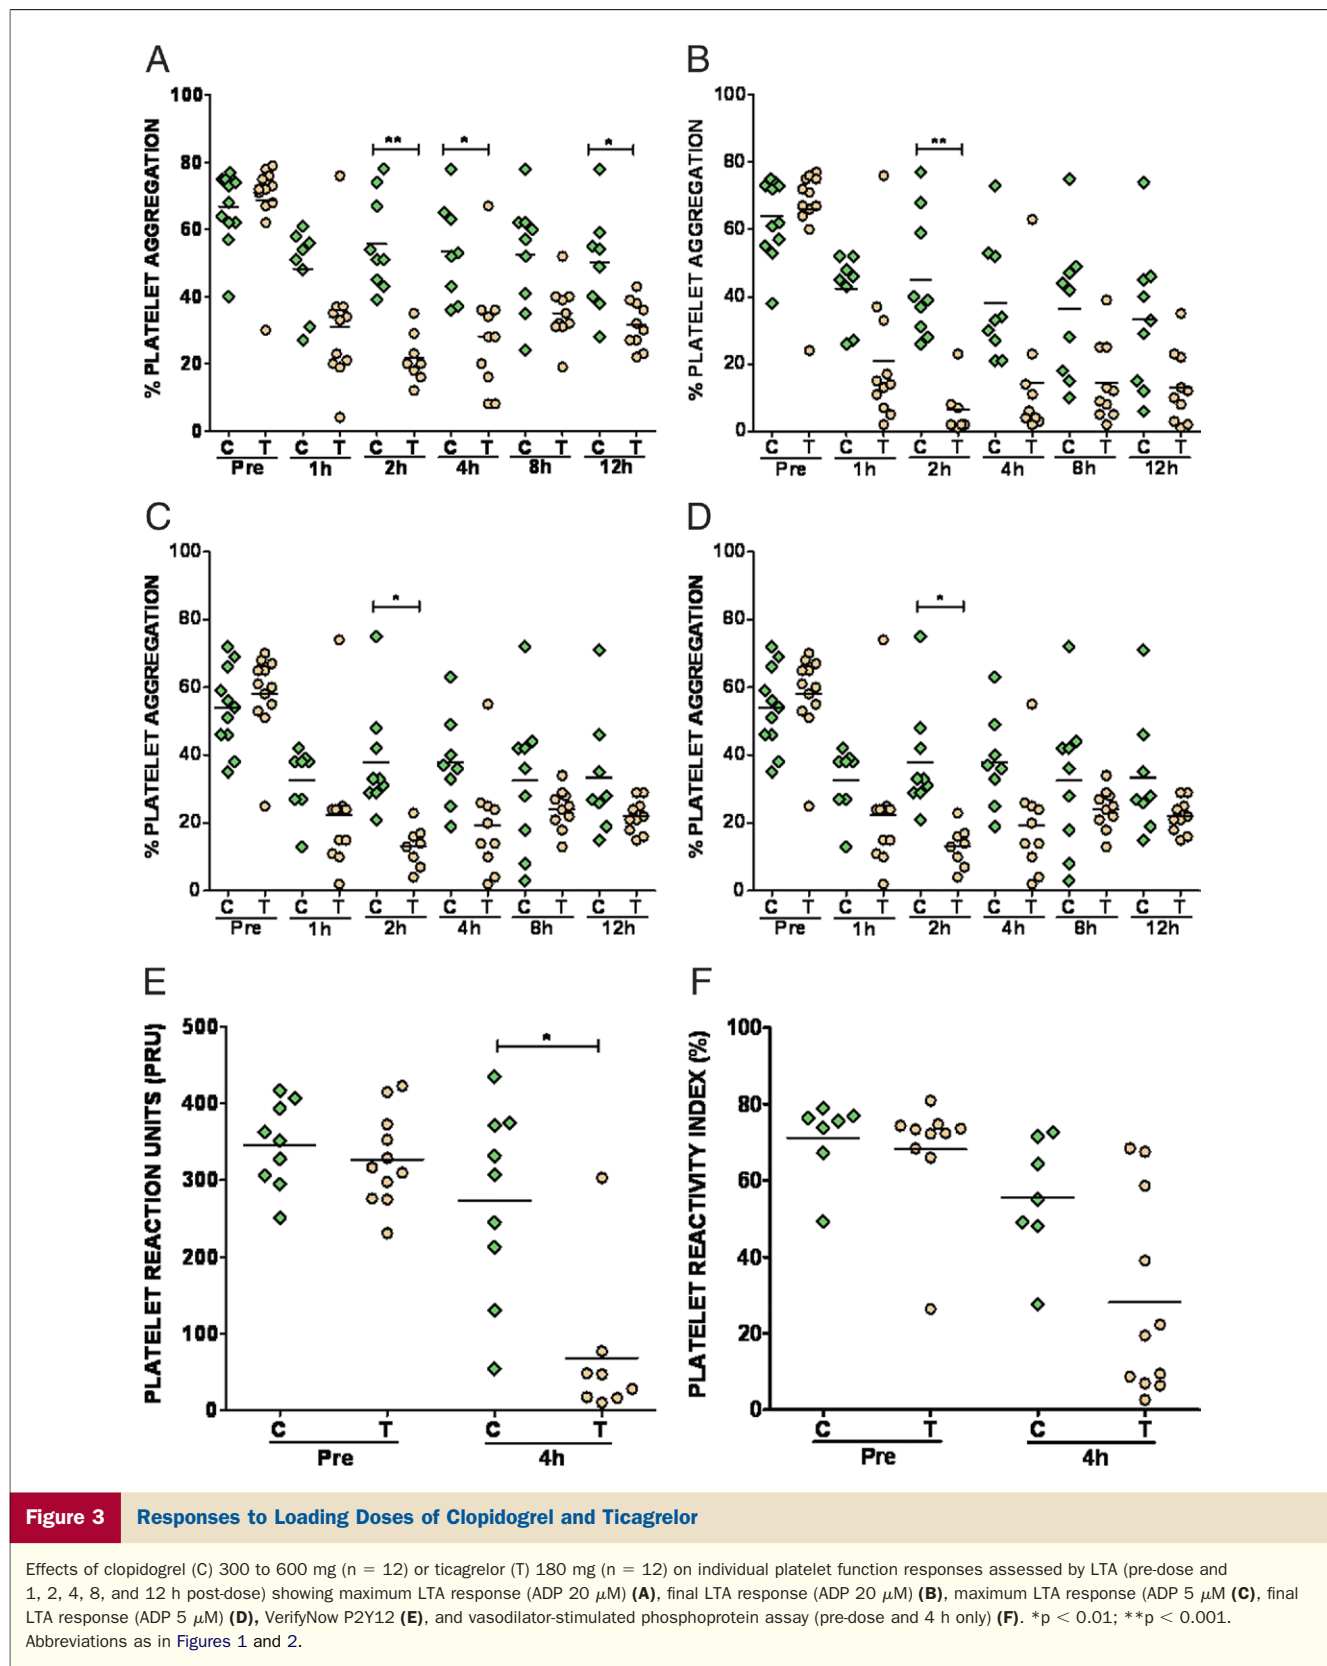 A
B
% PLATELET AGGREGATION
% PLATELET AGGREGATION
100
80
60
40
20
0
100
80
60
40
20
0
**
*
*
**
C T C T C T C T C T C T
Pre 1h 2h 4h 8h 12h
C T C T C T C T C T C T
Pre 1h 2h 4h 8h 12h
C
D
% PLATELET AGGREGATION
% PLATELET AGGREGATION
100
80
60
40
20
0
100
80
60
40
20
0
*
*
C T C T C T C T C T C T
Pre 1h 2h 4h 8h 12h
C T C T C T C T C T C T
Pre 1h 2h 4h 8h 12h
E
F
PLATELET REACTION UNITS (PRU)
PLATELET REACTIVITY INDEX (%)
500
400
300
200
100
0
100
80
60
40
20
0
*
C T C T
Pre 4h
C T C T
Pre 4h
Figure 3 Responses to Loading Doses of Clopidogrel and Ticagrelor
Effects of clopidogrel (C) 300 to 600 mg (n = 12) or ticagrelor (T) 180 mg (n = 12) on individual platelet function responses assessed by LTA (pre-dose and
1, 2, 4, 8, and 12 h post-dose) showing maximum LTA response (ADP 20 μM) (A), final LTA response (ADP 20 μM) (B), maximum LTA response (ADP 5 μM (C), final
LTA response (ADP 5 μM) (D), VerifyNow P2Y12 (E), and vasodilator-stimulated phosphoprotein assay (pre-dose and 4 h only) (F). *p < 0.01; **p < 0.001.
Abbreviations as in Figures 1 and 2.